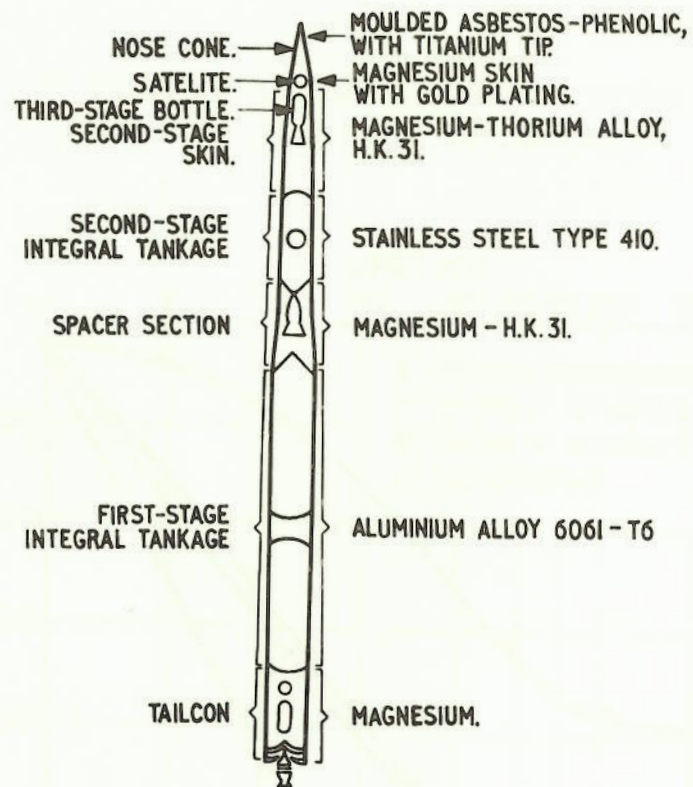 NOSE CONE.
MOULDED ASBESTOS-PHENOLIC,
WITH TITANIUM TIP.
SATELITE.
MAGNESIUM SKIN
WITH GOLD PLATING.
THIRD-STAGE BOTTLE.
SECOND-STAGE
SKIN.
MAGNESIUM-THORIUM ALLOY,
H.K. 31.
SECOND-STAGE
INTEGRAL TANKAGE
STAINLESS STEEL TYPE 410.
SPACER SECTION
MAGNESIUM - H.K. 31.
FIRST-STAGE
INTEGRAL TANKAGE
ALUMINIUM ALLOY 6061-T6
TAILCON
MAGNESIUM.